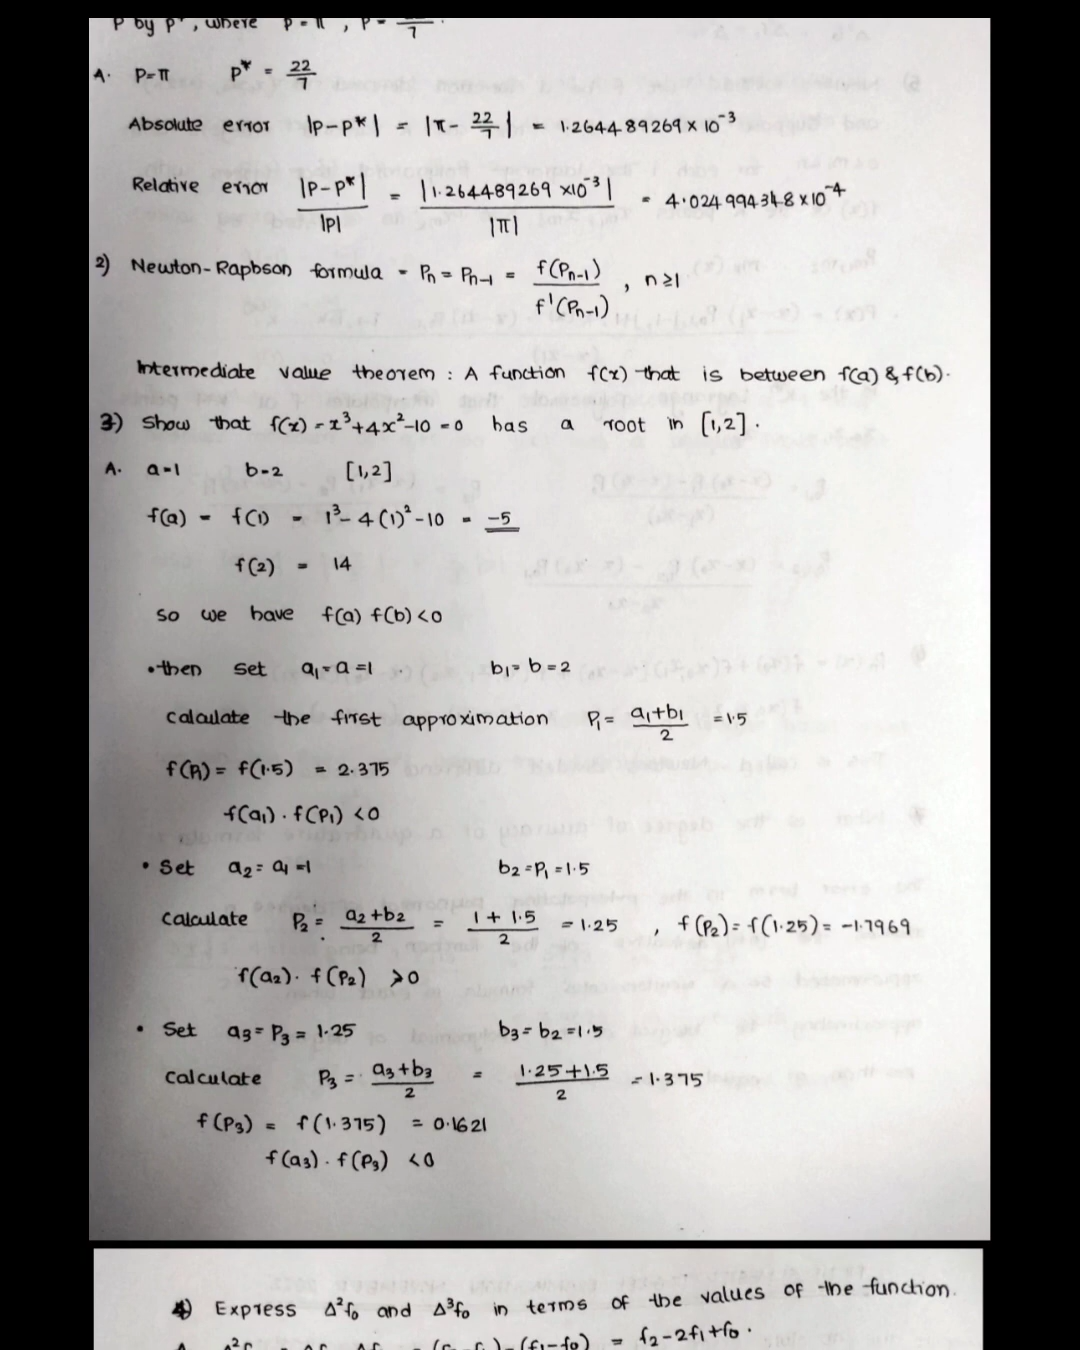 P by P*, where P = π, P =
7
A. P=π P* = 22/7
Absolute error |P-P*| = |π - 22/7| = 1.264489269 x 10^-3
Relative error |P-P*|/|P| = |1.264489269 x10^-3|/|π| = 4.024994348 x 10^-4
2) Newton-Raphson formula - Pn = Pn-1 = f(Pn-1)/f'(Pn-1), n≥1
Intermediate value theorem : A function f(x) that is between f(a) & f(b).
3) Show that f(x) = x³+4x²-10 = 0 has a root in [1,2].
A. a=1 b=2 [1,2]
f(a) = f(1) = 1³- 4(1)²-10 = -5
f(2) = 14
so we have f(a) f(b) <0
• then set a₁ = a = 1 b₁ = b = 2
calculate the first approximation P₁ = (a₁+b₁)/2 = 1.5
f(P₁) = f(1.5) = 2.375
f(a₁) . f(P₁) <0
• Set a₂ = a₁ =1 b₂ = P₁ = 1.5
calculate P₂ = (a₂+b₂)/2 = (1 + 1.5)/2 = 1.25 , f(P₂) = f(1.25) = -1.7969
f(a₂). f(P₂) >0
• Set a₃ = P₃ = 1.25 b₃ = b₂ = 1.5
calculate P₃ = (a₃+b₃)/2 = (1.25+1.5)/2 = 1.375
f(P₃) = f(1.375) = 0.1621
f(a₃) . f(P₃) <0
4) Express Δ²f₀ and Δ³f₀ in terms of the values of the function.
(f₁-f₀) = f₂-2f₁+f₀.